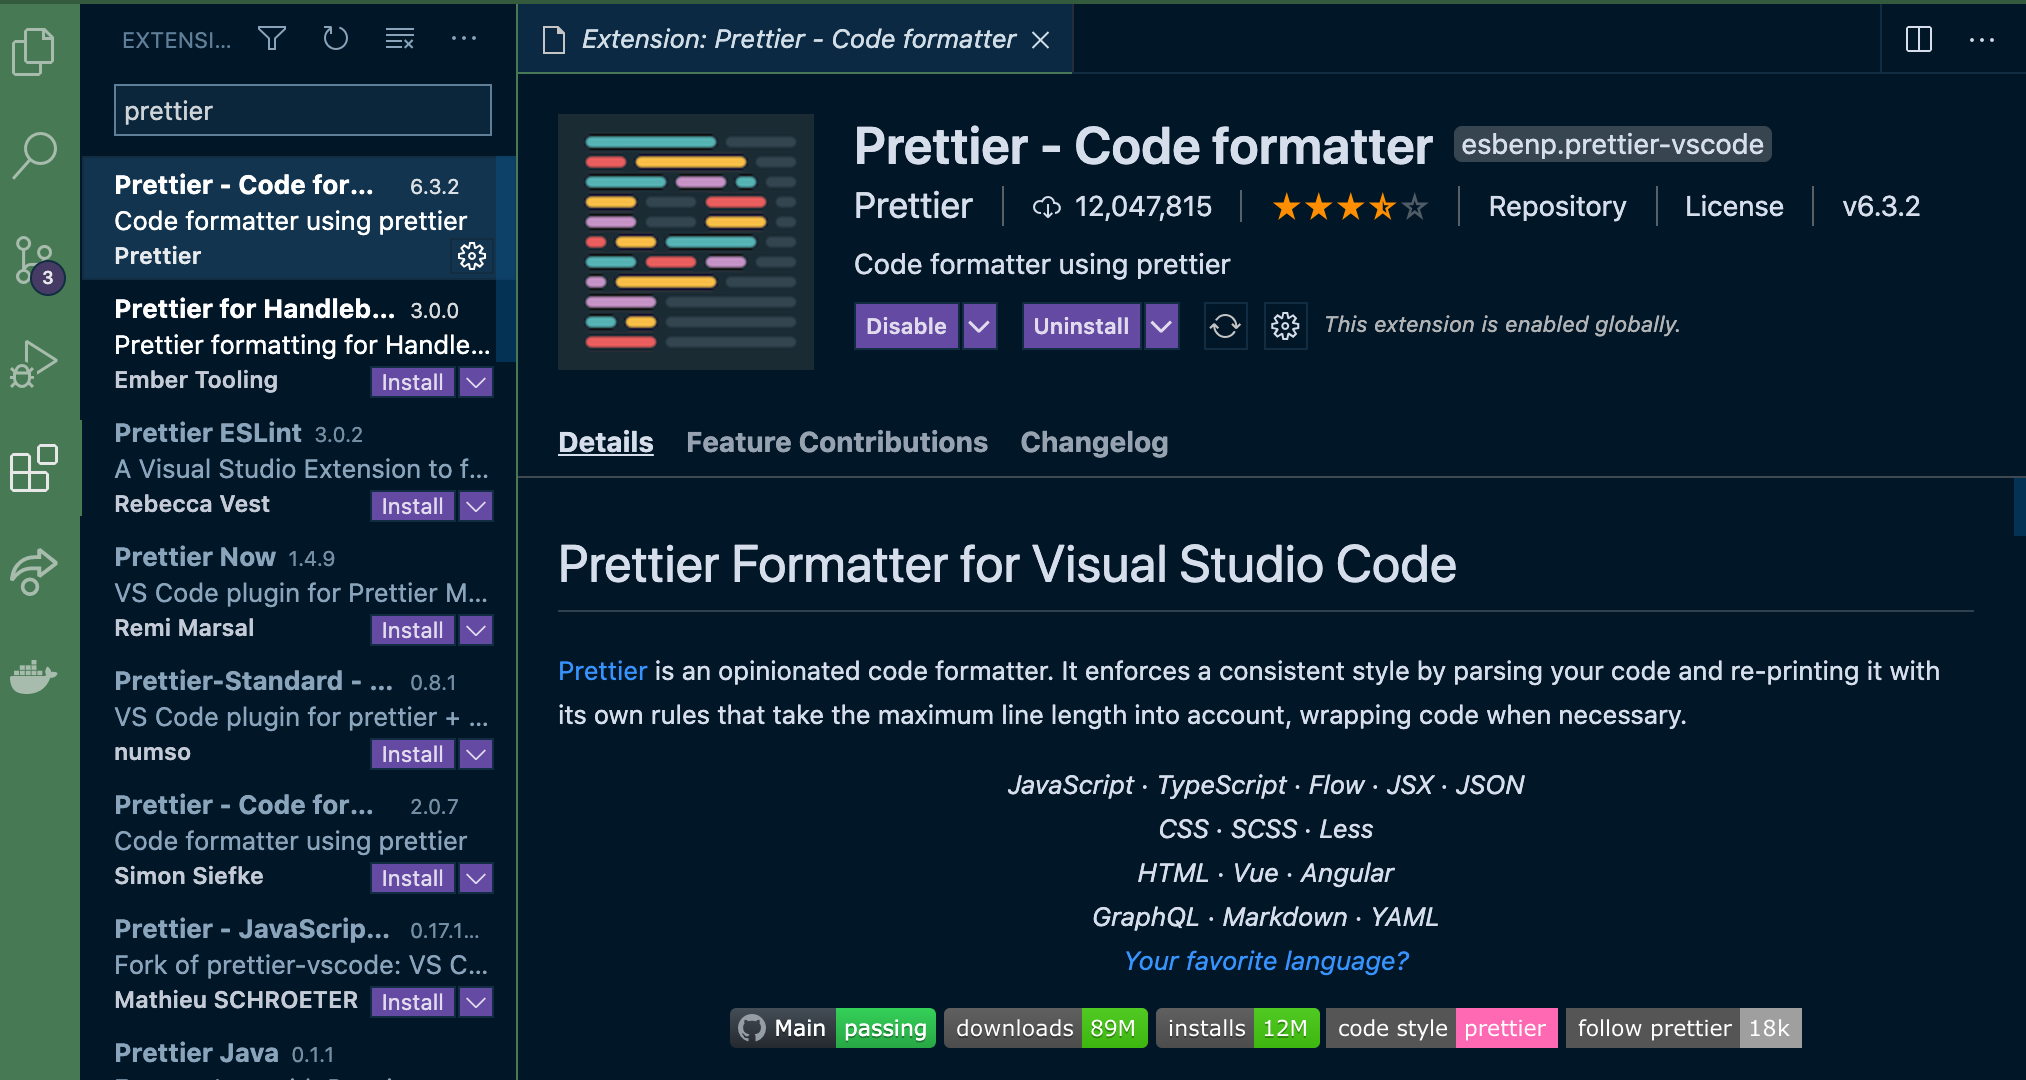 EXTENSI...
prettier
Prettier - Code for... 6.3.2
Code formatter using prettier
Prettier
Prettier for Handleb... 3.0.0
Prettier formatting for Handle...
Ember Tooling Install
Prettier ESLint 3.0.2
A Visual Studio Extension to f...
Rebecca Vest Install
Prettier Now 1.4.9
VS Code plugin for Prettier M...
Remi Marsal Install
Prettier-Standard - ... 0.8.1
VS Code plugin for prettier + ...
numso Install
Prettier - Code for... 2.0.7
Code formatter using prettier
Simon Siefke Install
Prettier - JavaScrip... 0.17.1...
Fork of prettier-vscode: VS C...
Mathieu SCHROETER Install
Prettier Java 0.1.1
3
Extension: Prettier - Code formatter
Prettier - Code formatter esbenp.prettier-vscode
Prettier 12,047,815 Repository License v6.3.2
Code formatter using prettier
Disable Uninstall This extension is enabled globally.
Details Feature Contributions Changelog
Prettier Formatter for Visual Studio Code
Prettier is an opinionated code formatter. It enforces a consistent style by parsing your code and re-printing it with
its own rules that take the maximum line length into account, wrapping code when necessary.
JavaScript · TypeScript · Flow · JSX · JSON
CSS · SCSS · Less
HTML · Vue · Angular
GraphQL · Markdown · YAML
Your favorite language?
Main passing downloads 89M installs 12M code style prettier follow prettier 18k